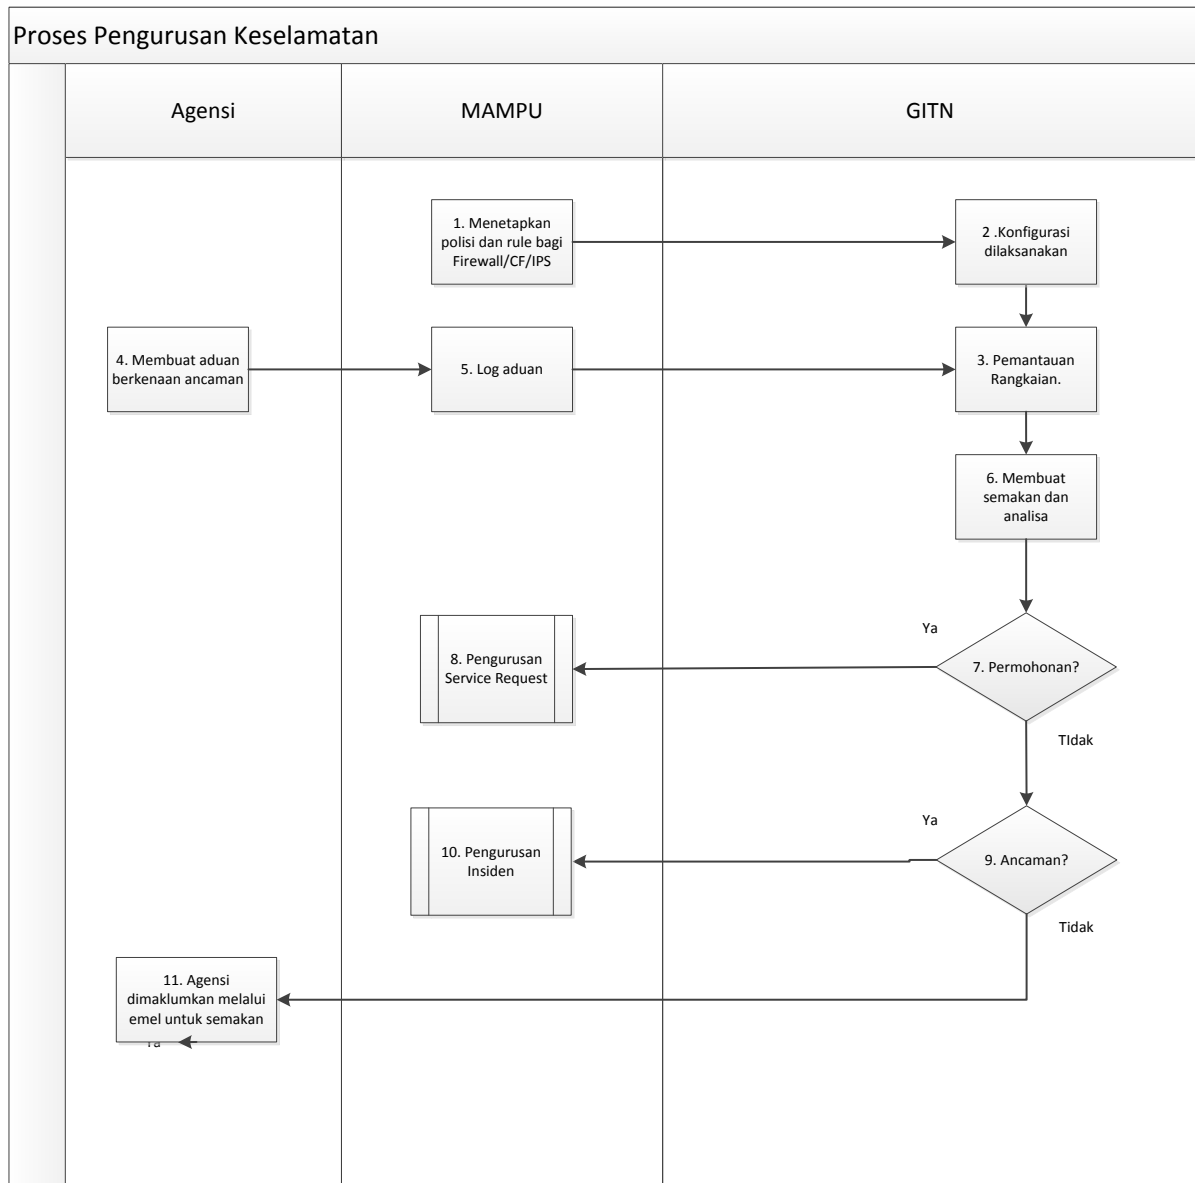 Proses Pengurusan Keselamatan
Agensi
MAMPU
GITN
1. Menetapkan
polisi dan rule bagi
Firewall/CF/IPS
2 .Konfigurasi
dilaksanakan
4. Membuat aduan
berkenaan ancaman
5. Log aduan
3. Pemantauan
Rangkaian.
6. Membuat
semakan dan
analisa
Ya
7. Permohonan?
8. Pengurusan
Service Request
TIdak
Ya
9. Ancaman?
10. Pengurusan
Insiden
Tidak
11. Agensi
dimaklumkan melalui
emel untuk semakan